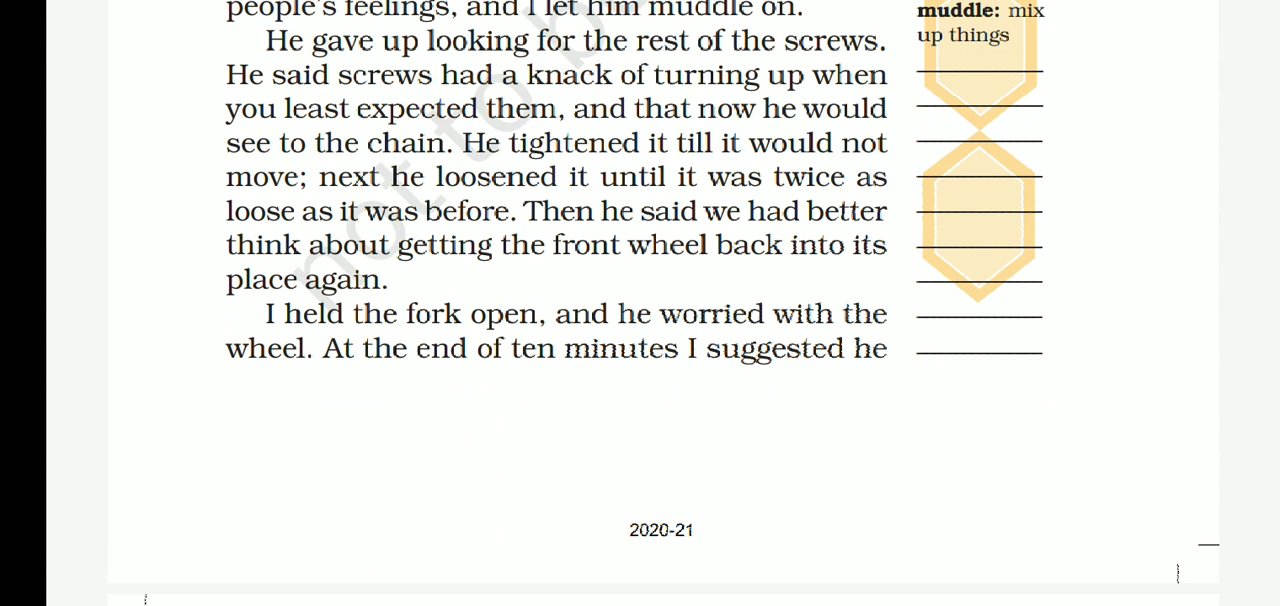 people's feelings, and I let him muddle on.
He gave up looking for the rest of the screws.
He said screws had a knack of turning up when
you least expected them, and that now he would
see to the chain. He tightened it till it would not
move; next he loosened it until it was twice as
loose as it was before. Then he said we had better
think about getting the front wheel back into its
place again.
I held the fork open, and he worried with the
wheel. At the end of ten minutes I suggested he
muddle: mix
up things
not to b
2020-21